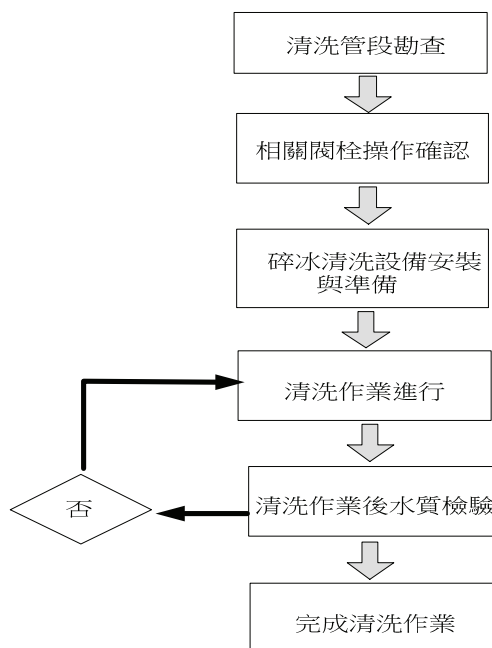 清洗管段勘查
相關閥栓操作確認
碎冰清洗設備安裝
與準備
清洗作業進行
否
清洗作業後水质檢驗
完成清洗作業